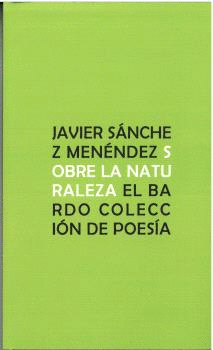 JAVIER SÁNCHE
Z MENÉNDEZ S
OBRE LA NATU
RALEZA EL BA
RDO COLECC
IÓN DE POESÍA